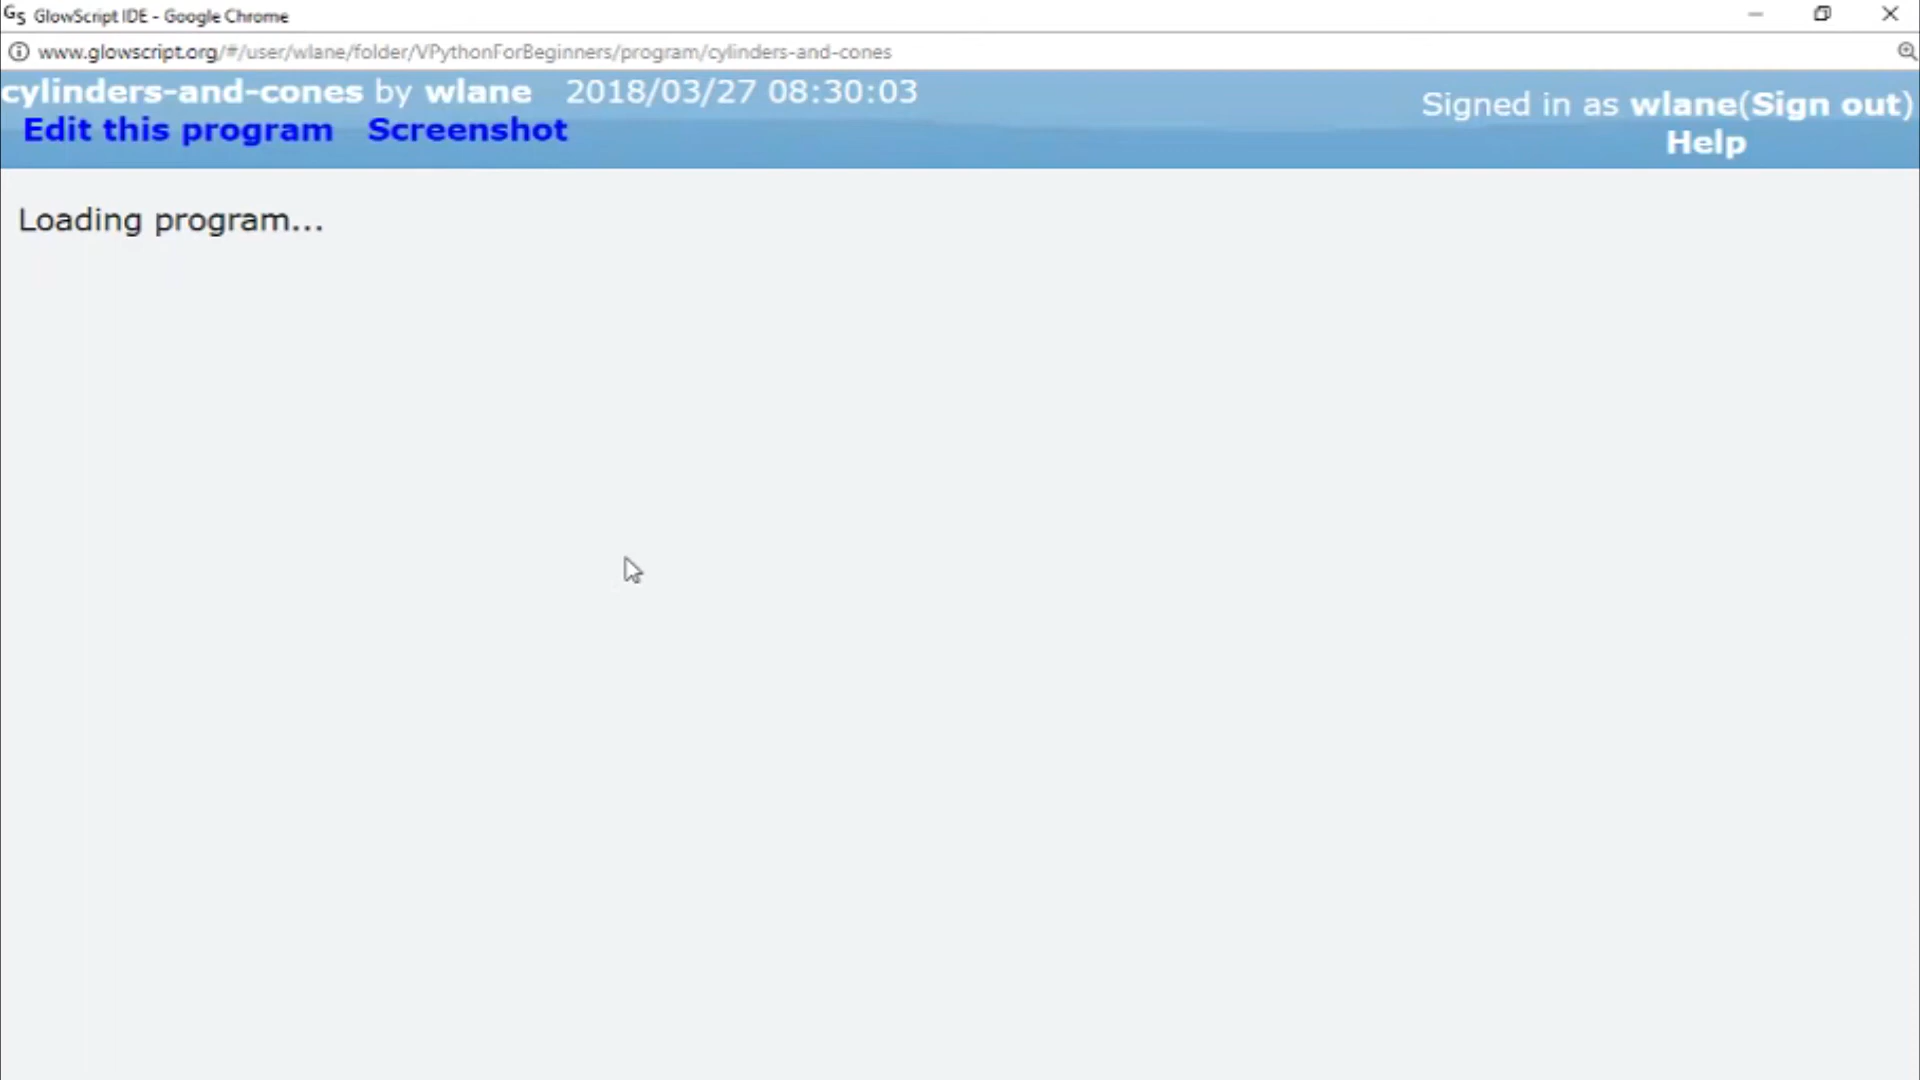 GS GlowScript IDE - Google Chrome
www.glowscript.org/#/user/wlane/folder/VPythonForBeginners/program/cylinders-and-cones
cylinders-and-cones by wlane 2018/03/27 08:30:03
Signed in as wlane(Sign out)
Edit this program Screenshot
Help
Loading program...